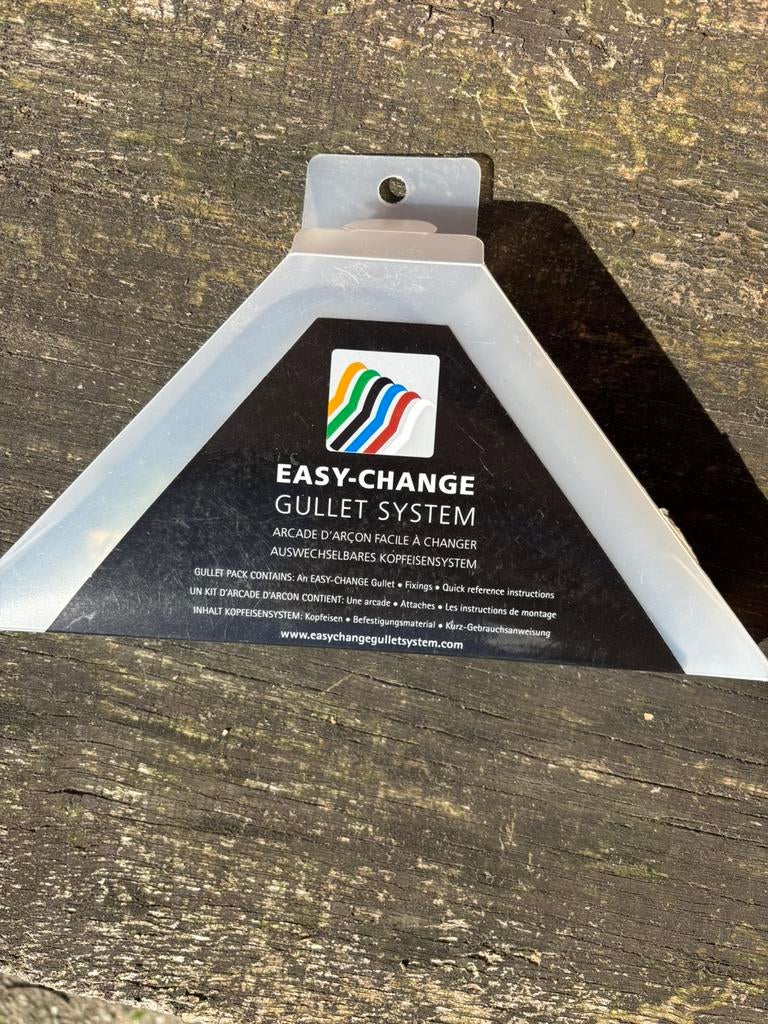 EASY-CHANGE
GULLET SYSTEM
ARCADE D'ARÇON FACILE À CHANGER
AUSWECHSELBARES KOPFEISENSYSTEM
GULLET PACK CONTAINS: An EASY-CHANGE Gullet • Fixings • Quick reference instructions
UN KIT D'ARCADE D'ARCON CONTIENT: Une arcade • Attaches • Les instructions de montage
INHALT KOPFEISENSYSTEM: Kopfeisen • Befestigungsmaterial • Kurz-Gebrauchsanweisung
www.easychangegulletsystem.com